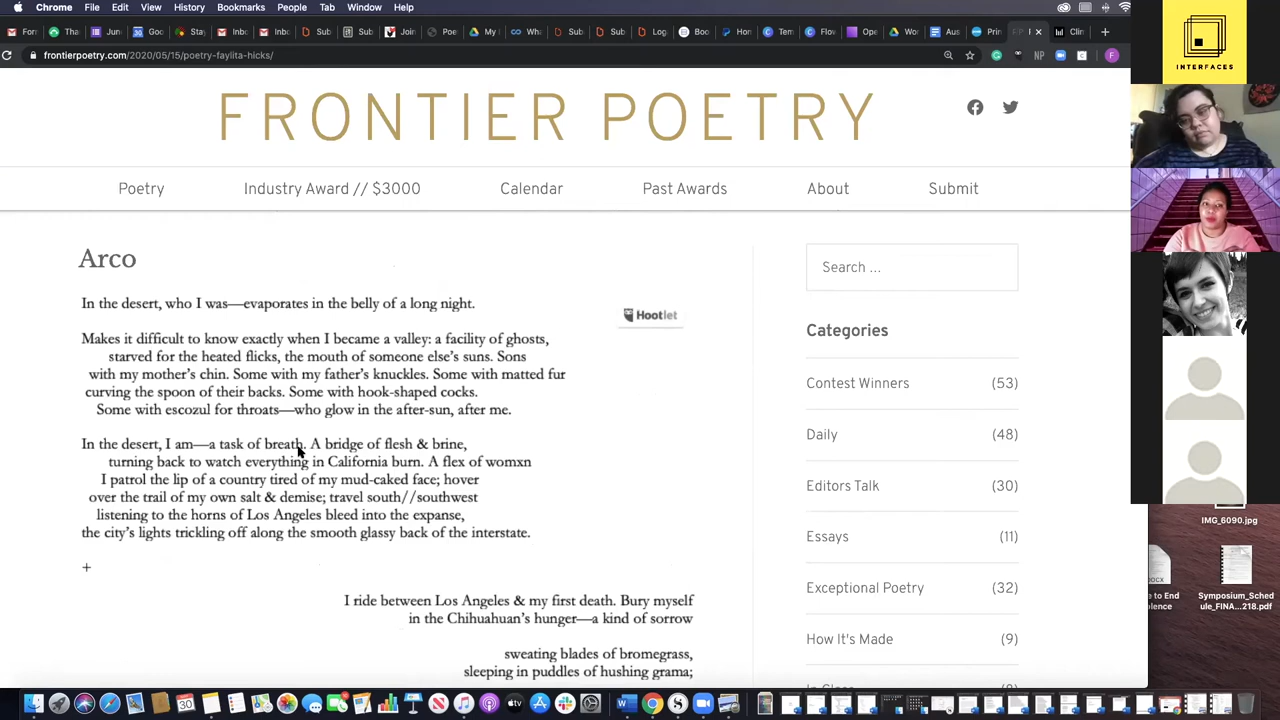 Chrome File Edit View History Bookmarks People Tab Window Help
frontierpoetry.com/2020/05/15/poetry-faylita-hicks/
FRONTIER POETRY
Poetry Industry Award // $3000 Calendar Past Awards About Submit
Arco
In the desert, who I was—evaporates in the belly of a long night.
Makes it difficult to know exactly when I became a valley: a facility of ghosts,
starved for the heated flicks, the mouth of someone else's suns. Sons
with my mother's chin. Some with my father's knuckles. Some with matted fur
curving the spoon of their backs. Some with hook-shaped cocks.
Some with escozul for throats—who glow in the after-sun, after me.
In the desert, I am—a task of breath. A bridge of flesh & brine,
turning back to watch everything in California burn. A flex of womxn
I patrol the lip of a country tired of my mud-caked face; hover
over the trail of my own salt & demise; travel south//southwest
listening to the horns of Los Angeles bleed into the expanse,
the city's lights trickling off along the smooth glassy back of the interstate.
+
I ride between Los Angeles & my first death. Bury myself
in the Chihuahuan's hunger—a kind of sorrow
sweating blades of bromegrass,
sleeping in puddles of hushing grama;
Hootlet
Search ...
Categories
Contest Winners (53)
Daily (48)
Editors Talk (30)
Essays (11)
Exceptional Poetry (32)
How It's Made (9)
INTERFACES
IMG_6090.jpg
Symposium_Sched
ule_FINA...218.pdf